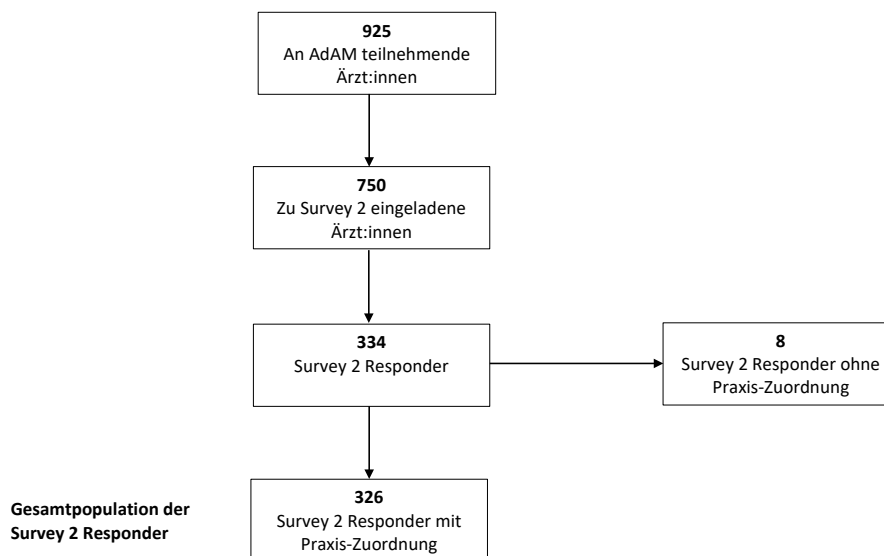 925
An AdAM teilnehmende
Ärzt:innen
750
Zu Survey 2 eingeladene
Ärzt:innen
334
Survey 2 Responder
8
Survey 2 Responder ohne
Praxis-Zuordnung
Gesamtpopulation der
Survey 2 Responder
326
Survey 2 Responder mit
Praxis-Zuordnung